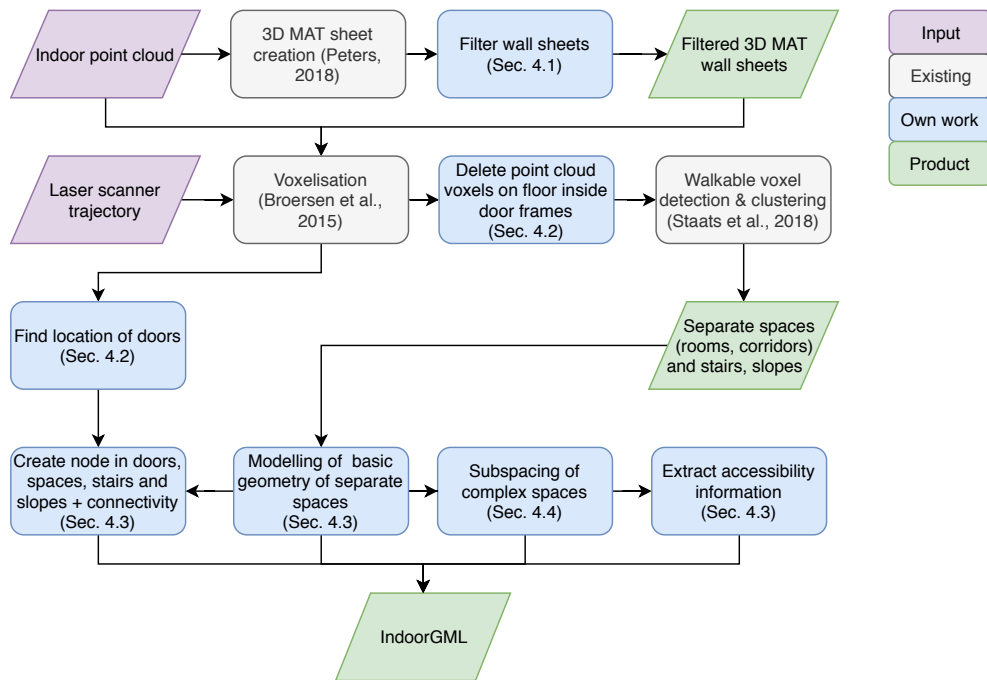 Indoor point cloud
3D MAT sheet
creation (Peters,
2018)
Filter wall sheets
(Sec. 4.1)
Filtered 3D MAT
wall sheets
Input
Existing
Own work
Product
Laser scanner
trajectory
Voxelisation
(Broersen et al.,
2015)
Delete point cloud
voxels on floor inside
door frames
(Sec. 4.2)
Walkable voxel
detection & clustering
(Staats et al., 2018)
Find location of doors
(Sec. 4.2)
Separate spaces
(rooms, corridors)
and stairs, slopes
Create node in doors,
spaces, stairs and
slopes + connectivity
(Sec. 4.3)
Modelling of basic
geometry of separate
spaces
(Sec. 4.3)
Subspacing of
complex spaces
(Sec. 4.4)
Extract accessibility
information
(Sec. 4.3)
IndoorGML